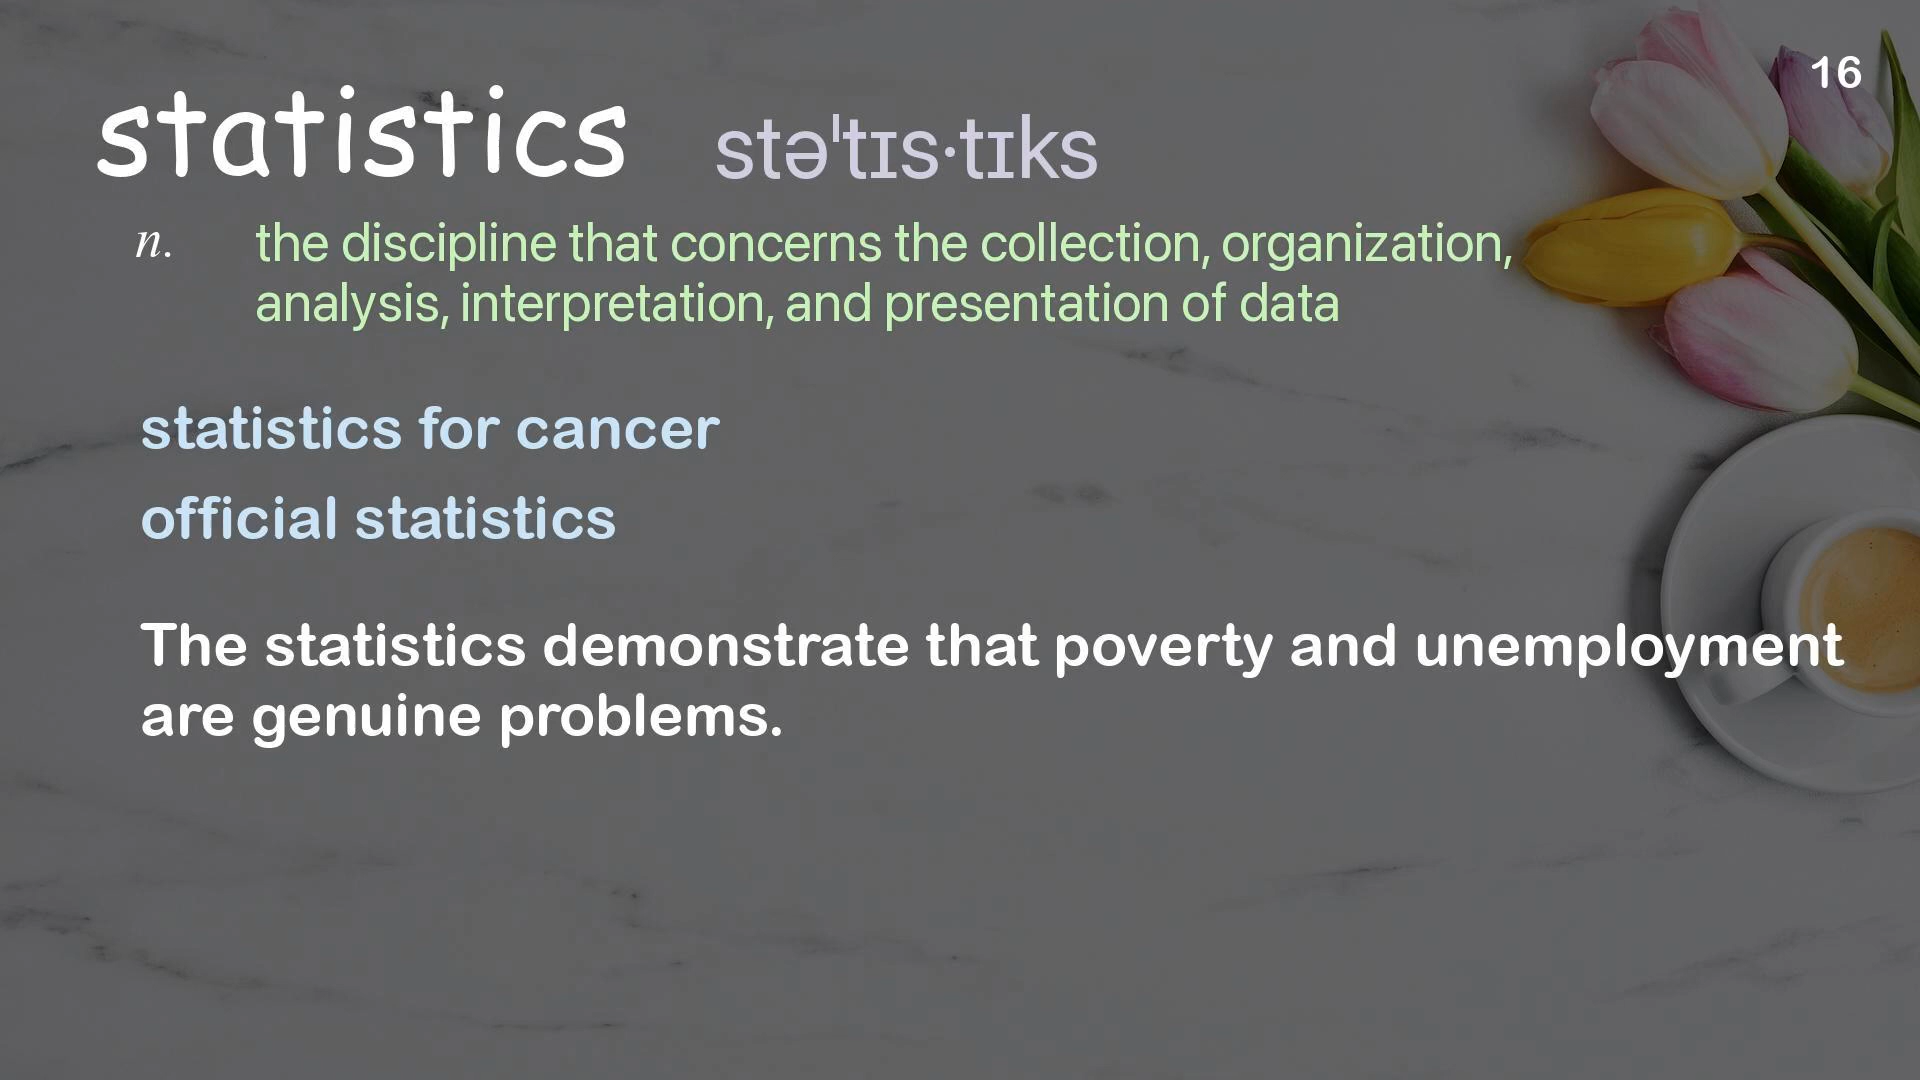 16
statistics stəˈtɪs·tɪks
n. the discipline that concerns the collection, organization,
analysis, interpretation, and presentation of data
statistics for cancer
official statistics
The statistics demonstrate that poverty and unemployment
are genuine problems.